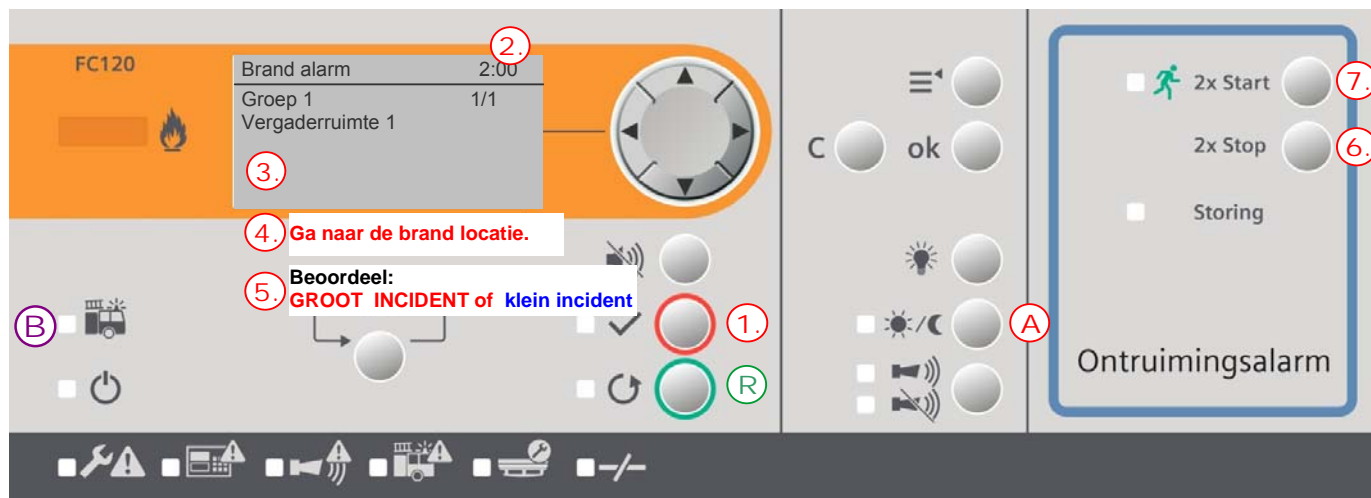 FC120
Brand alarm 2:00
2.
Groep 1 1/1
Vergaderruimte 1
3.
4. Ga naar de brand locatie.
5. Beoordeel:
GROOT INCIDENT of klein incident
B
1.
R
C ok
A
2x Start 7.
2x Stop 6.
Storing
Ontruimingsalarm